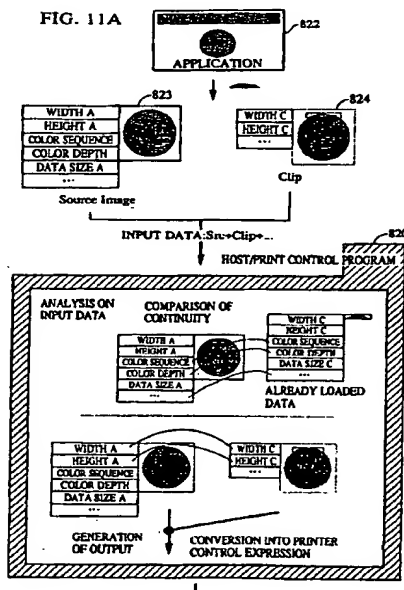 FIG. 11A
822
APPLICATION
823
WIDTH A
HEIGHT A
COLOR SEQUENCE
COLOR DEPTH
DATA SIZE A
...
Source Image
824
WIDTH C
HEIGHT C
...
Clip
INPUT DATA:Src+Clip+...
HOST/PRINT CONTROL PROGRAM
ANALYSIS ON
INPUT DATA
COMPARISON OF
CONTINUITY
WIDTH A
HEIGHT A
COLOR SEQUENCE
COLOR DEPTH
DATA SIZE A
...
WIDTH C
HEIGHT C
COLOR SEQUENCE
COLOR DEPTH
DATA SIZE C
...
ALREADY LOADED
DATA
WIDTH A
HEIGHT A
COLOR SEQUENCE
COLOR DEPTH
DATA SIZE A
...
WIDTH C
HEIGHT C
...
GENERATION
OF OUTPUT
CONVERSION INTO PRINTER
CONTROL EXPRESSION